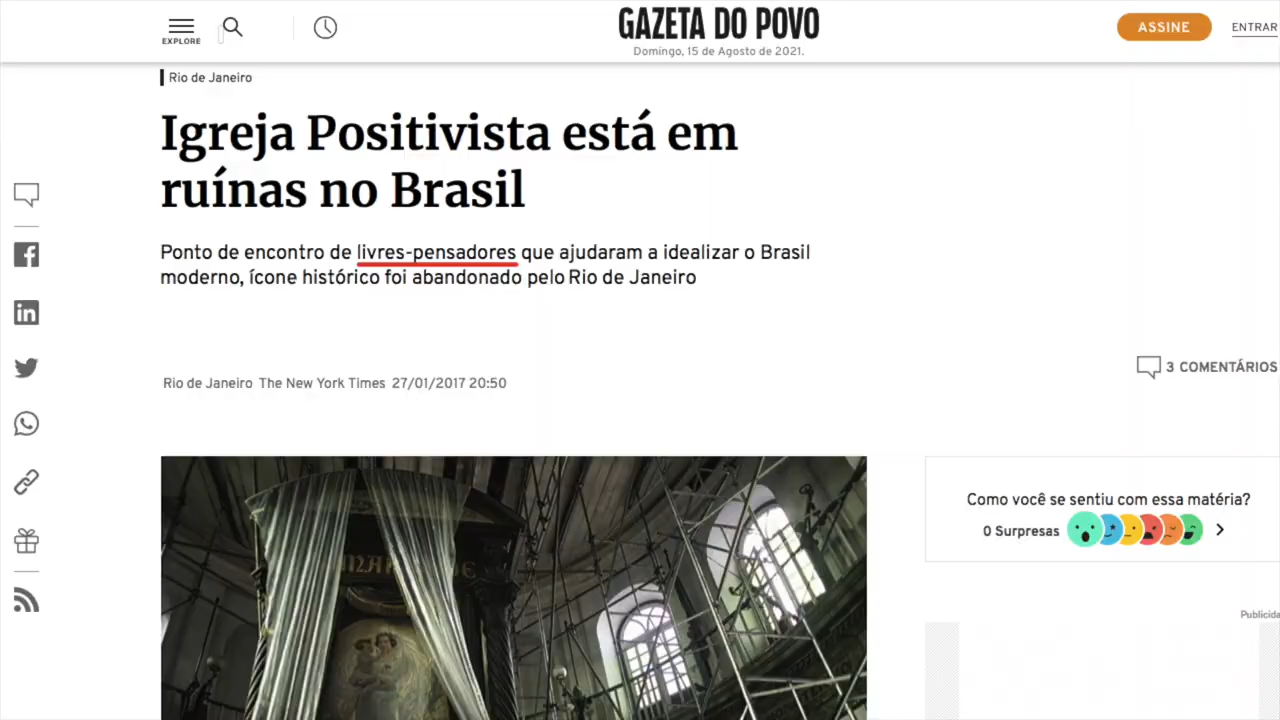 EXPLORE
GAZETA DO POVO
Domingo, 15 de Agosto de 2021.
ASSINE
ENTRAR
Rio de Janeiro
Igreja Positivista está em
ruínas no Brasil
Ponto de encontro de livres-pensadores que ajudaram a idealizar o Brasil
moderno, ícone histórico foi abandonado pelo Rio de Janeiro
Rio de Janeiro The New York Times 27/01/2017 20:50
3 COMENTÁRIOS
Como você se sentiu com essa matéria?
0 Surpresas